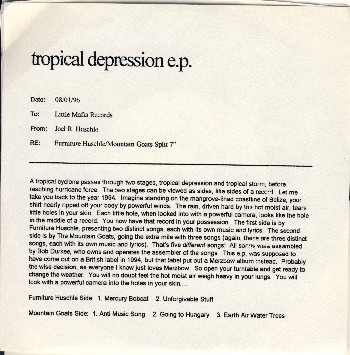 tropical depression e.p.
Date: 08/01/96
To: Little Mafia Records
From: Joel R. Huschle
RE: Furniture Huschle/Mountain Goats Split 7"
A tropical cyclone passes through two stages, tropical depression and tropical storm, before
reaching hurricane force. The two stages can be viewed as sides, like sides of a record. Let me
take you back to the year 1994. Imagine standing on the mangrove-lined coastline of Belize, your
shirt nearly ripped off your body by powerful winds. The rain, driven hard by the hot moist air, tears
little holes in your skin. Each little hole, when looked into with a powerful camera, looks like the hole
in the middle of a record. You now have that record in your possession. The first side is by
Furniture Huschle, presenting two distinct songs, each with its own music and lyrics. The second
side is by The Mountain Goats, going the extra mile with three songs (again, there are three distinct
songs, each with its own music and lyrics). That's five different songs! All songs were assembled
by Bob Durkee, who owns and operates the assembler of the songs. This e.p. was supposed to
have come out on a British label in 1994, but that label put out a Merzbow album instead. Probably
the wise decision, as everyone I know just loves Merzbow. So open your turntable and get ready to
change the weather. You will no doubt feel the hot moist air weigh heavy in your lungs. You will
look with a powerful camera into the holes in your skin....
Furniture Huschle Side: 1. Mercury Boboat 2. Unforgivable Stuff
Mountain Goats Side: 1. Anti Music Song 2. Going to Hungary 3. Earth Air Water Trees